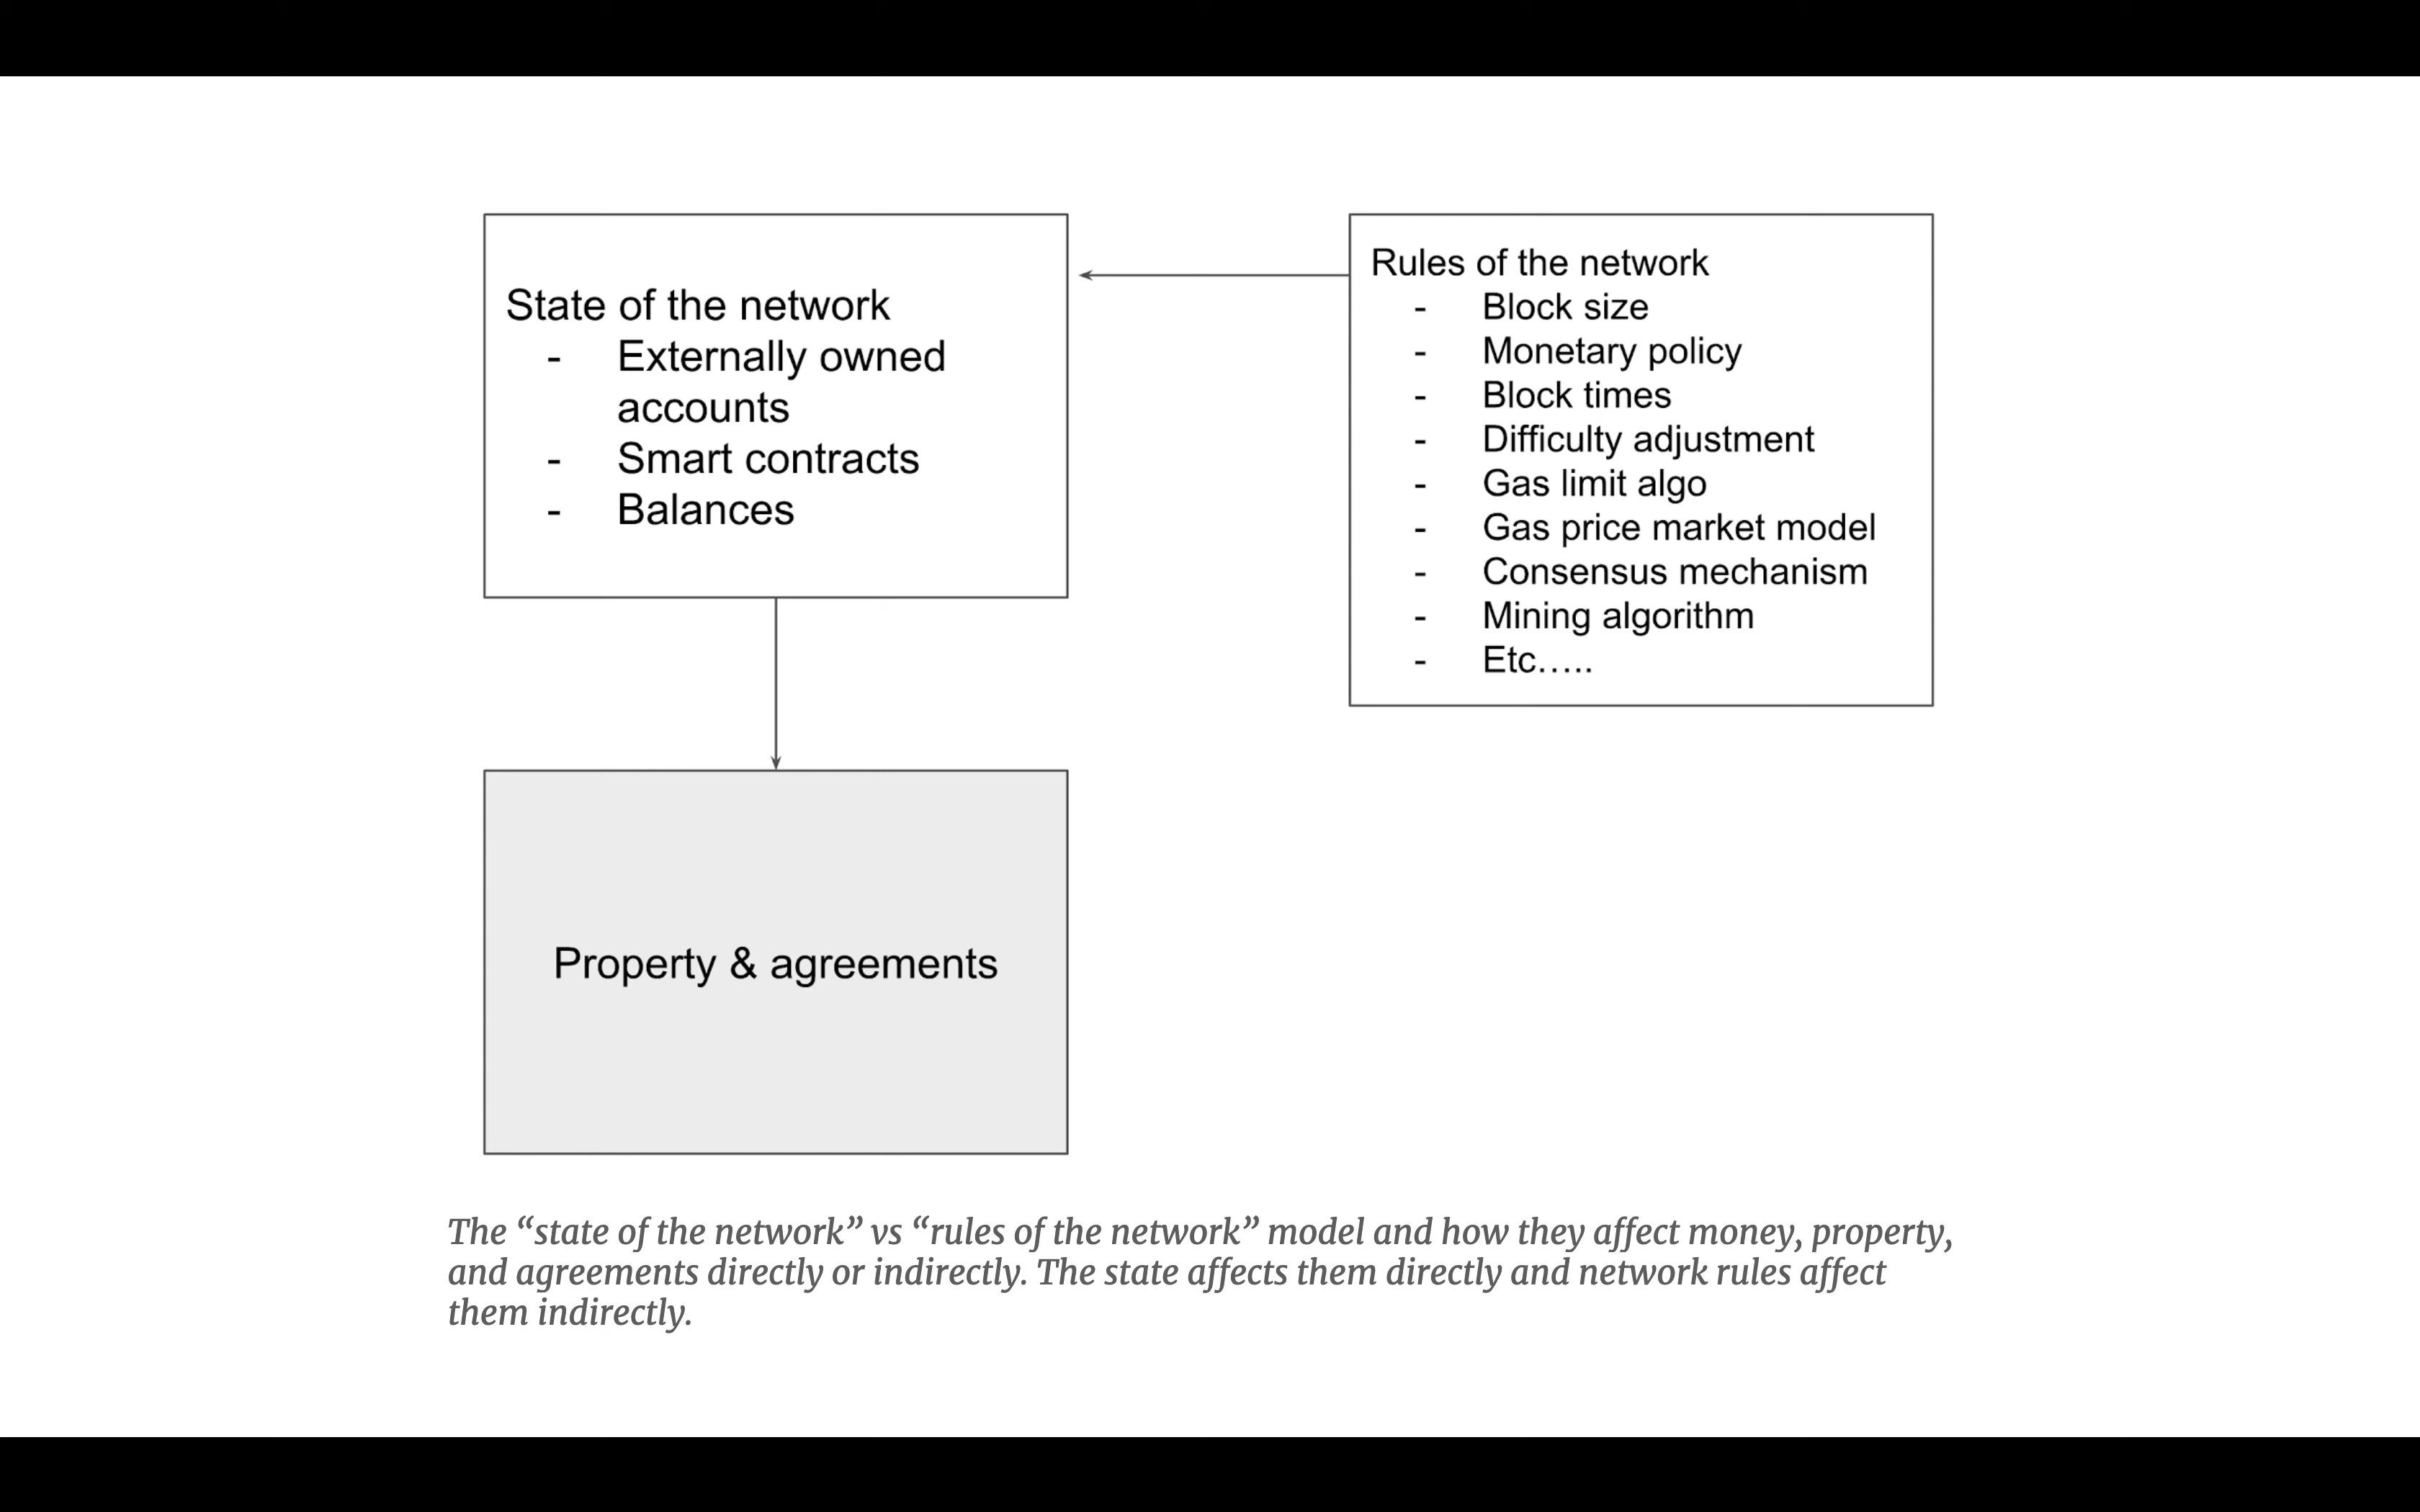 State of the network
- Externally owned
accounts
- Smart contracts
- Balances
Rules of the network
- Block size
- Monetary policy
- Block times
- Difficulty adjustment
- Gas limit algo
- Gas price market model
- Consensus mechanism
- Mining algorithm
- Etc…..
Property & agreements
The “state of the network” vs “rules of the network” model and how they affect money, property,
and agreements directly or indirectly. The state affects them directly and network rules affect
them indirectly.